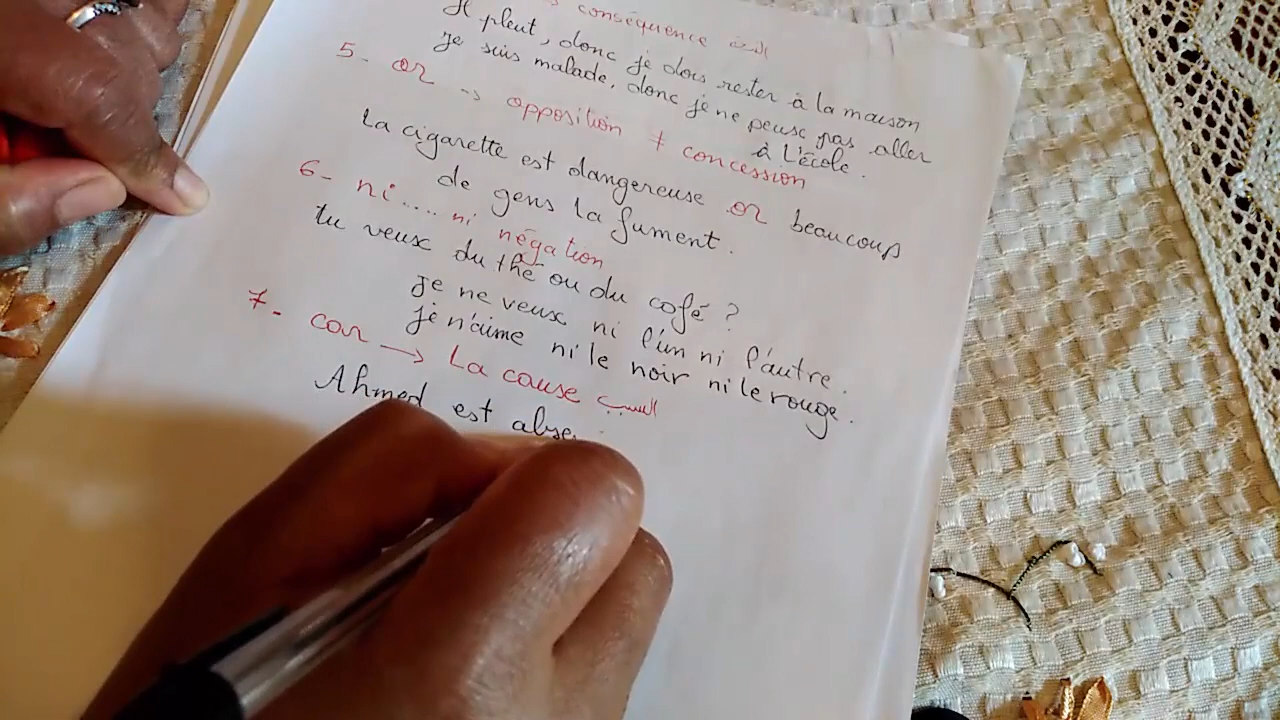 conséquence
Il pleut, donc je dois rester à la maison
Je suis malade, donc je ne peux pas aller
à l'école.
5- or → opposition ≠ concession
La cigarette est dangereuse or beaucoup
de gens la fument.
6- ni.... ni négation
tu veux du thé ou du café ?
je ne veux ni l'un ni l'autre.
je n'aime ni le noir ni le rouge.
7- car → La cause السبب
Ahmed est abse